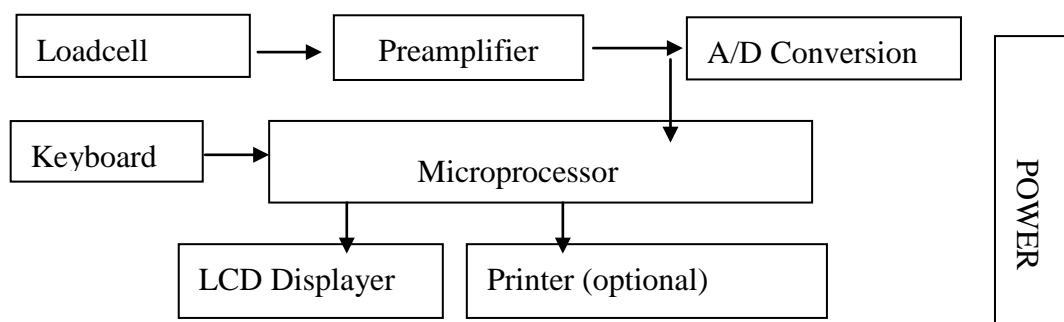 Loadcell
Preamplifier
A/D Conversion
Keyboard
Microprocessor
LCD Displayer
Printer (optional)
POWER